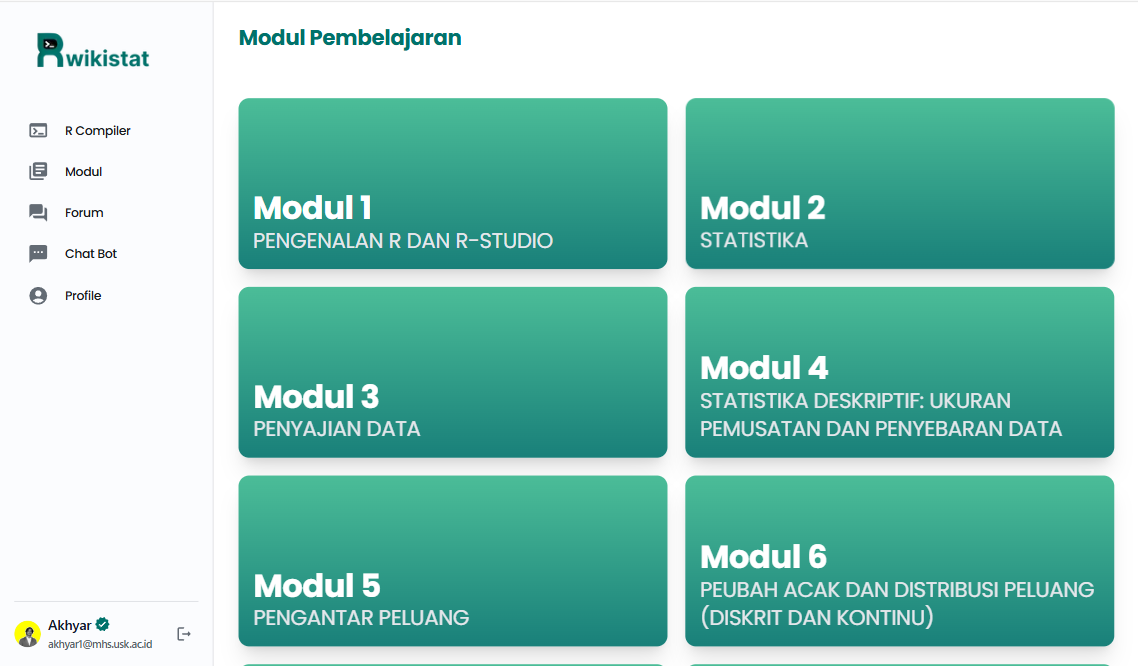 Rwikistat
R Compiler
Modul
Forum
Chat Bot
Profile
Akhyar
akhyar1@mhs.usk.ac.id
Modul Pembelajaran
Modul 1
PENGENALAN R DAN R-STUDIO
Modul 2
STATISTIKA
Modul 3
PENYAJIAN DATA
Modul 4
STATISTIKA DESKRIPTIF: UKURAN
PEMUSATAN DAN PENYEBARAN DATA
Modul 5
PENGANTAR PELUANG
Modul 6
PEUBAH ACAK DAN DISTRIBUSI PELUANG
(DISKRIT DAN KONTINU)